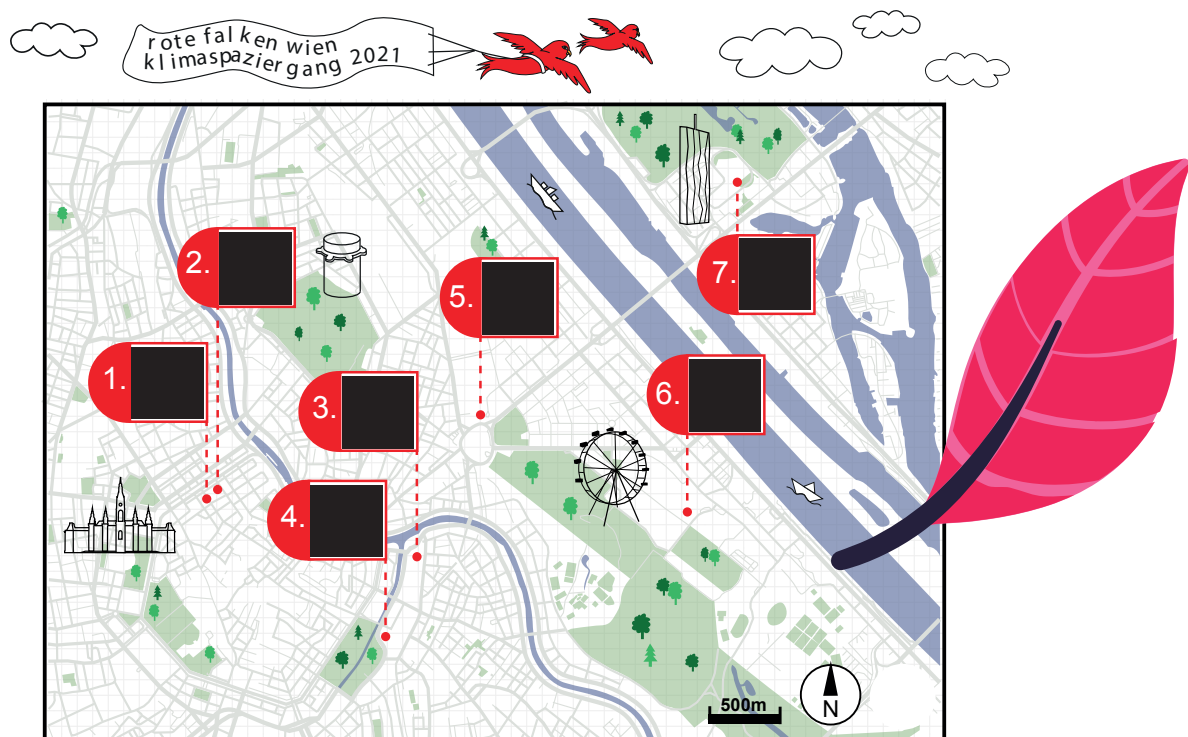 rote falken wien
klimaspaziergang 2021
1.
2.
3.
4.
5.
6.
7.
500m
N